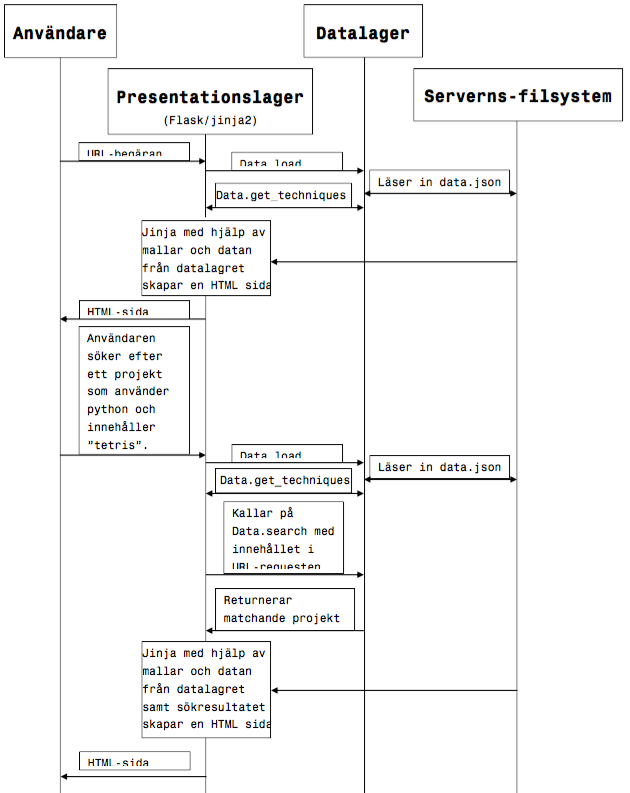 Användare
Datalager
Presentationslager
(Flask/jinja2)
Serverns-filsystem
URL-begäran
Data.load
Läser in data.json
Data.get_techniques
Jinja med hjälp av
mallar och datan
från datalagret
skapar en HTML sida
HTML-sida
Användaren
söker efter
ett projekt
som använder
python och
innehåller
”tetris”.
Data.load
Läser in data.json
Data.get_techniques
Kallar på
Data.search med
innehållet i
URL-requesten
Returnerar
matchande projekt
Jinja med hjälp av
mallar och datan
från datalagret
samt sökresultatet
skapar en HTML sida
HTML-sida